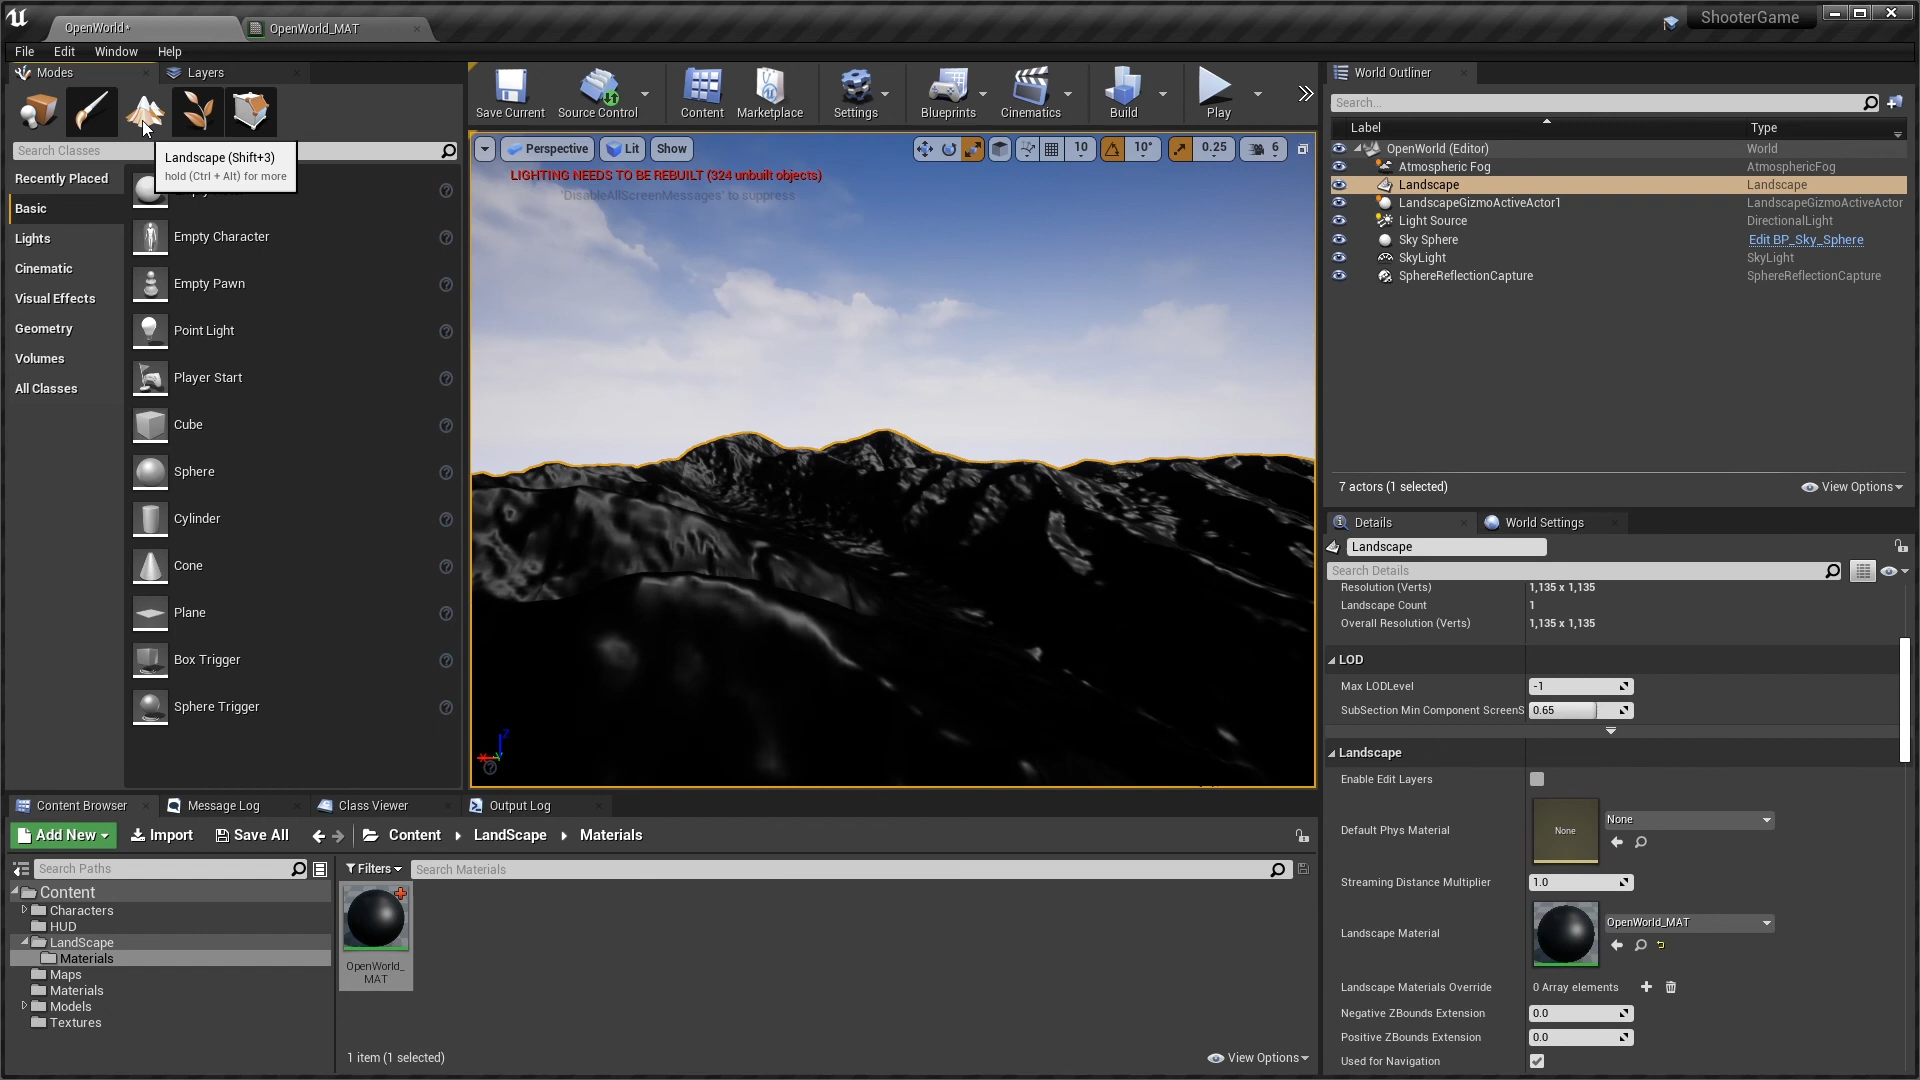 OpenWorld*
OpenWorld_MAT
ShooterGame
File Edit Window Help
Modes
Layers
Search Classes
Landscape (Shift+3)
hold (Ctrl + Alt) for more
Recently Placed
Basic
Lights
Cinematic
Visual Effects
Geometry
Volumes
All Classes
Empty Character
Empty Pawn
Point Light
Player Start
Cube
Sphere
Cylinder
Cone
Plane
Box Trigger
Sphere Trigger
Save Current
Source Control
Content
Marketplace
Settings
Blueprints
Cinematics
Build
Play
Perspective
Lit
Show
10
10°
0.25
6
LIGHTING NEEDS TO BE REBUILT (324 unbuilt objects)
'DisableAllScreenMessages' to suppress
World Outliner
Search...
Label Type
OpenWorld (Editor) World
Atmospheric Fog AtmosphericFog
Landscape Landscape
LandscapeGizmoActiveActor1 LandscapeGizmoActiveActor
Light Source DirectionalLight
Sky Sphere Edit BP_Sky_Sphere
SkyLight SkyLight
SphereReflectionCapture SphereReflectionCapture
7 actors (1 selected)
View Options
Details
World Settings
Landscape
Search Details
Resolution (Verts) 1,135 x 1,135
Landscape Count 1
Overall Resolution (Verts) 1,135 x 1,135
LOD
Max LODLevel -1
SubSection Min Component ScreenS 0.65
Landscape
Enable Edit Layers
Default Phys Material None None
Streaming Distance Multiplier 1.0
Landscape Material OpenWorld_MAT
Landscape Materials Override 0 Array elements
Negative ZBounds Extension 0.0
Positive ZBounds Extension 0.0
Used for Navigation
Content Browser
Message Log
Class Viewer
Output Log
Add New
Import
Save All
Content
LandScape
Materials
Search Paths
Filters
Search Materials
Content
Characters
HUD
LandScape
Materials
Maps
Materials
Models
Textures
OpenWorld_
MAT
1 item (1 selected)
View Options